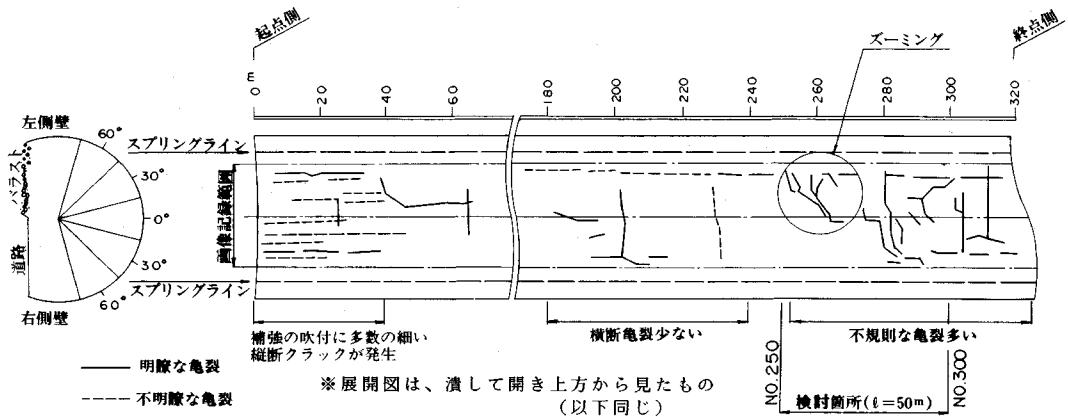 起点側
終点側
ズーミング
m
0
20
40
60
180
200
220
240
260
280
300
320
左側壁
60°
30°
0°
30°
60°
バラスト
道路
右側壁
スプリングライン
画像記録範囲
スプリングライン
補強の吹付に多数の細い
縦断クラックが発生
横断亀裂少ない
不規則な亀裂多い
NO.250
NO.300
検討箇所(ℓ=50m)
明瞭な亀裂
不明瞭な亀裂
※展開図は、潰して開き上方から見たもの
(以下同じ)